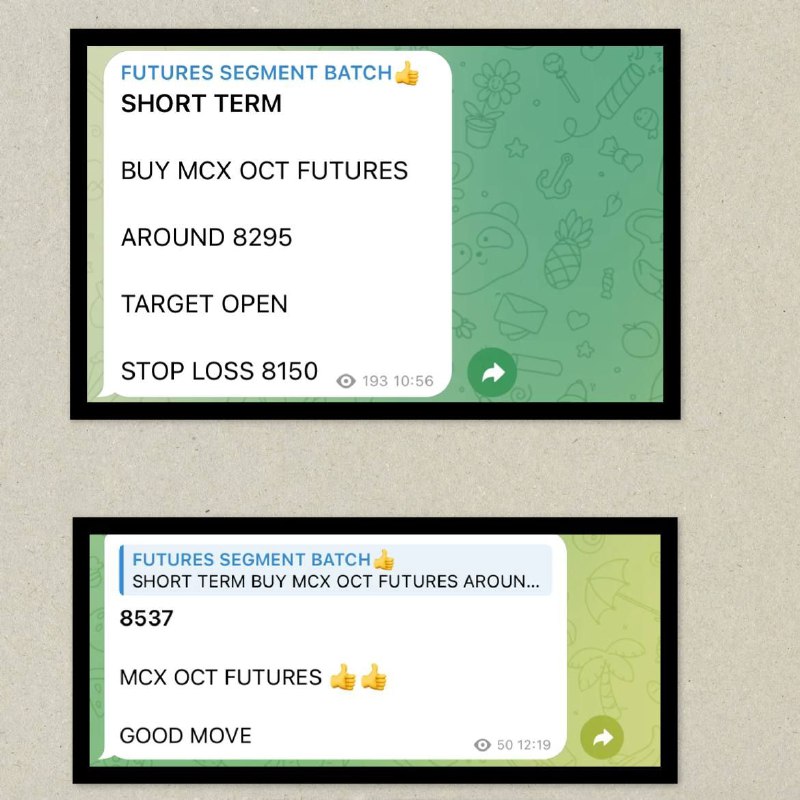 FUTURES SEGMENT BATCH👍
SHORT TERM
BUY MCX OCT FUTURES
AROUND 8295
TARGET OPEN
STOP LOSS 8150
193 10:56
FUTURES SEGMENT BATCH👍
SHORT TERM BUY MCX OCT FUTURES AROUN...
8537
MCX OCT FUTURES 👍👍
GOOD MOVE
50 12:19